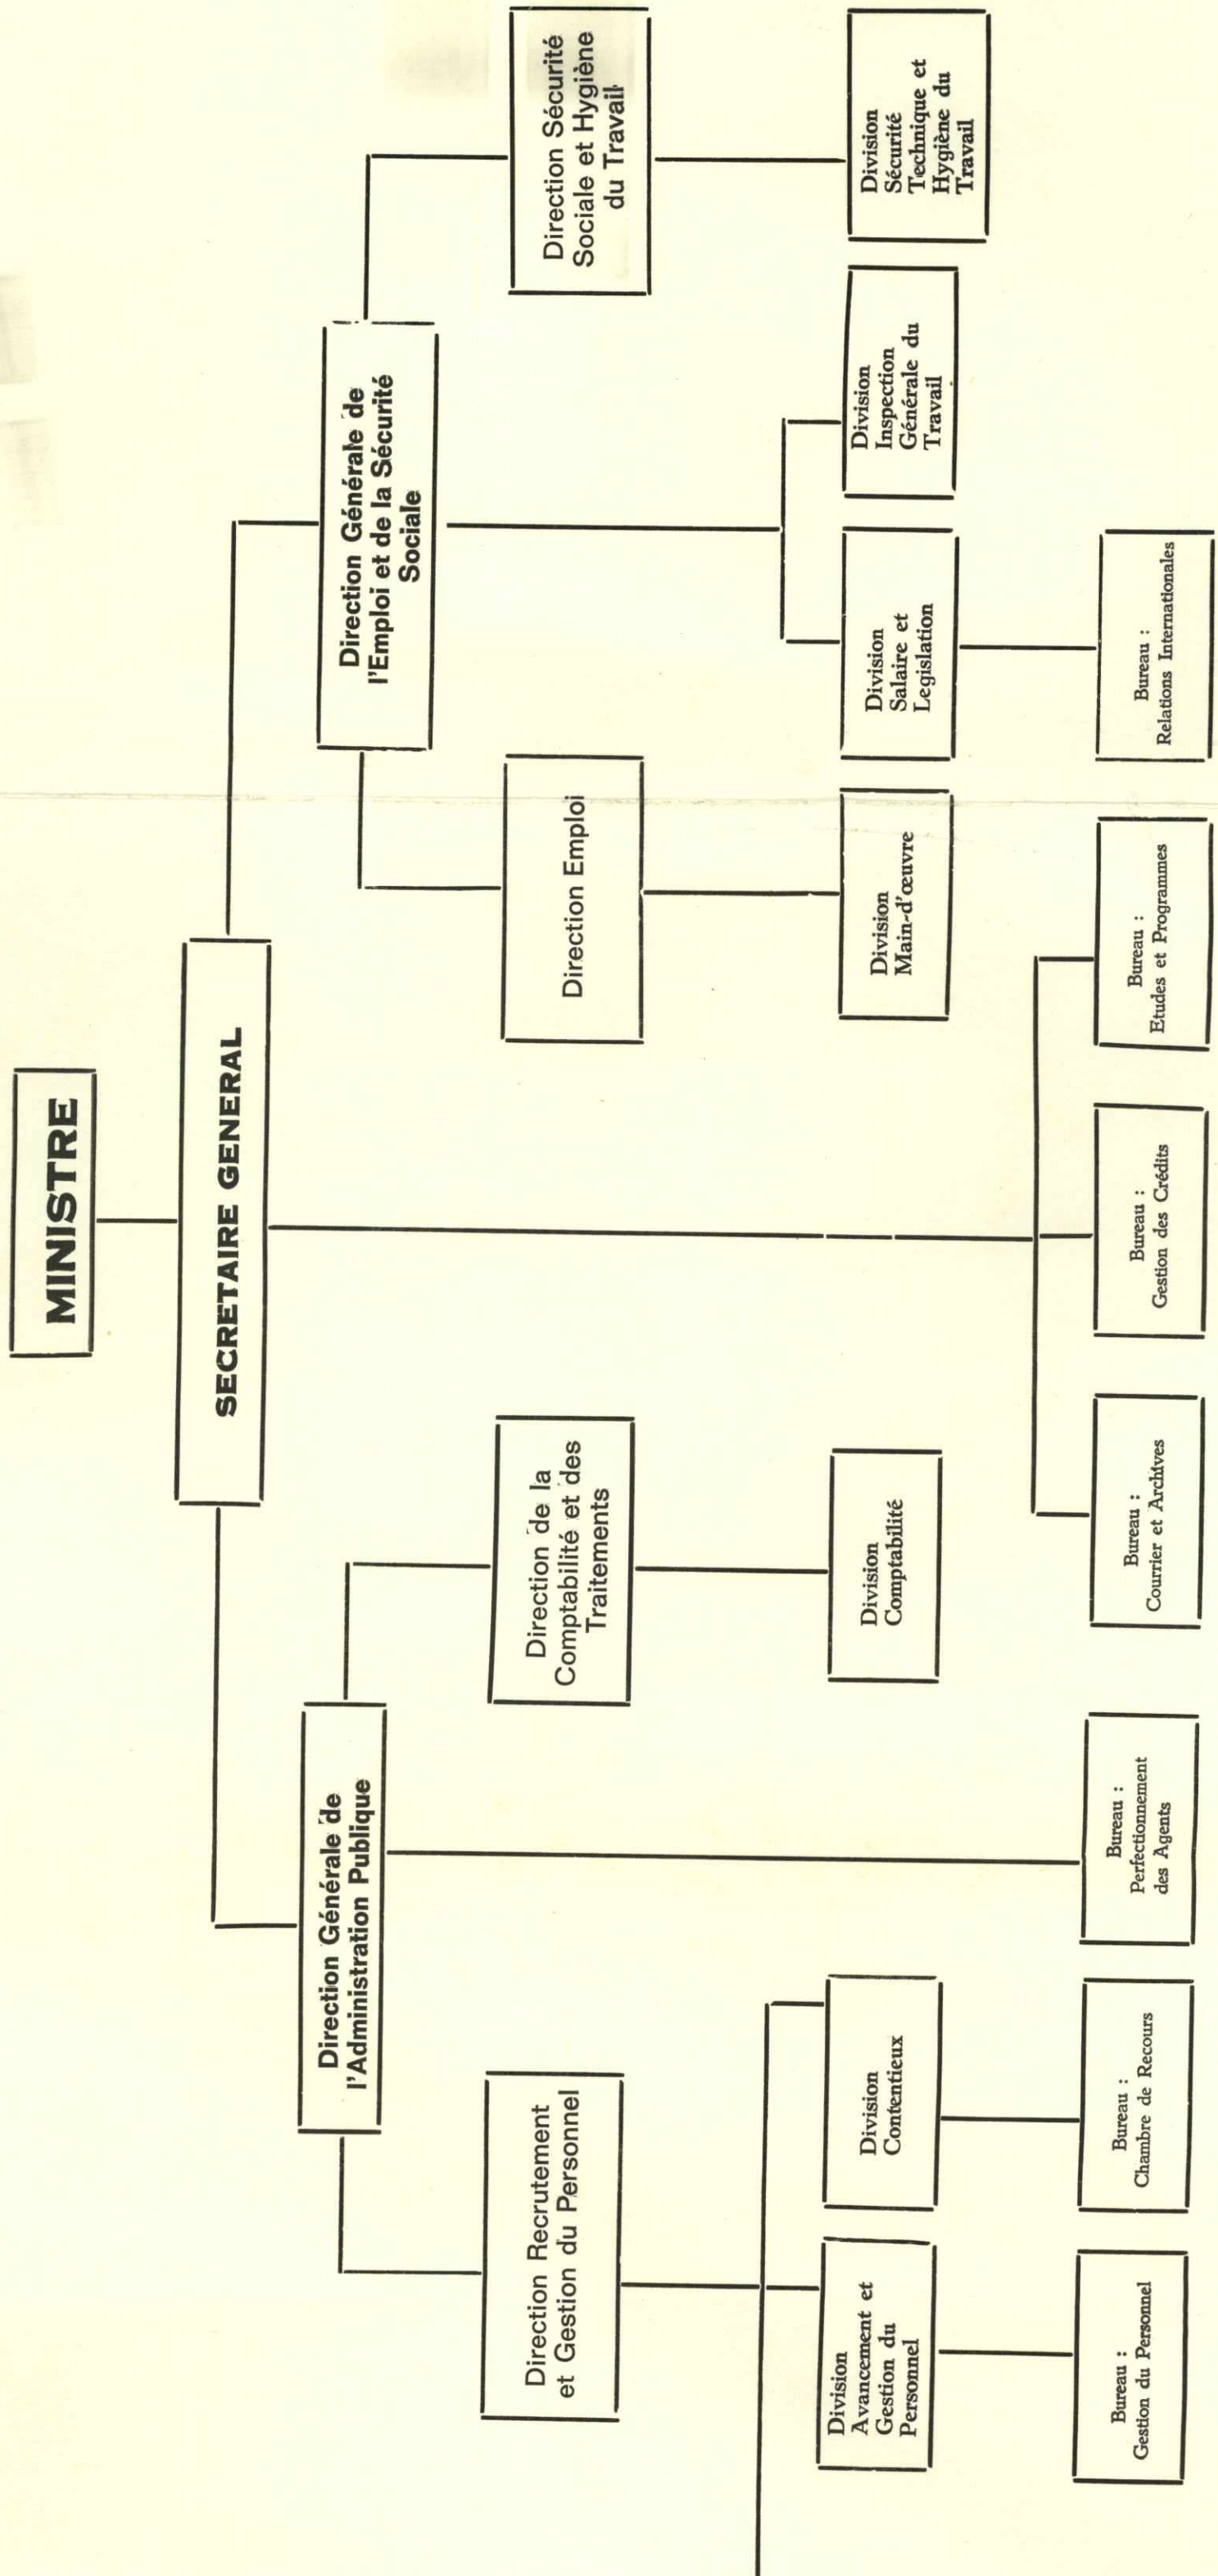 MINISTRE
SECRETAIRE GENERAL
Direction Générale de
l'Administration Publique
Direction Générale de
l'Emploi et de la Sécurité
Sociale
Direction Recrutement
et Gestion du Personnel
Direction de la
Comptabilité et des
Traitements
Direction Emploi
Direction Sécurité
Sociale et Hygiène
du Travail
Division
Avancement et
Gestion du
Personnel
Division
Contentieux
Division
Comptabilité
Division
Main-d'œuvre
Division
Salaire et
Legislation
Division
Inspection
Générale du
Travail
Division
Sécurité
Technique et
Hygiène du
Travail
Bureau :
Gestion du Personnel
Bureau :
Chambre de Recours
Bureau :
Perfectionnement
des Agents
Bureau :
Courrier et Archives
Bureau :
Gestion des Crédits
Bureau :
Etudes et Programmes
Bureau :
Relations Internationales